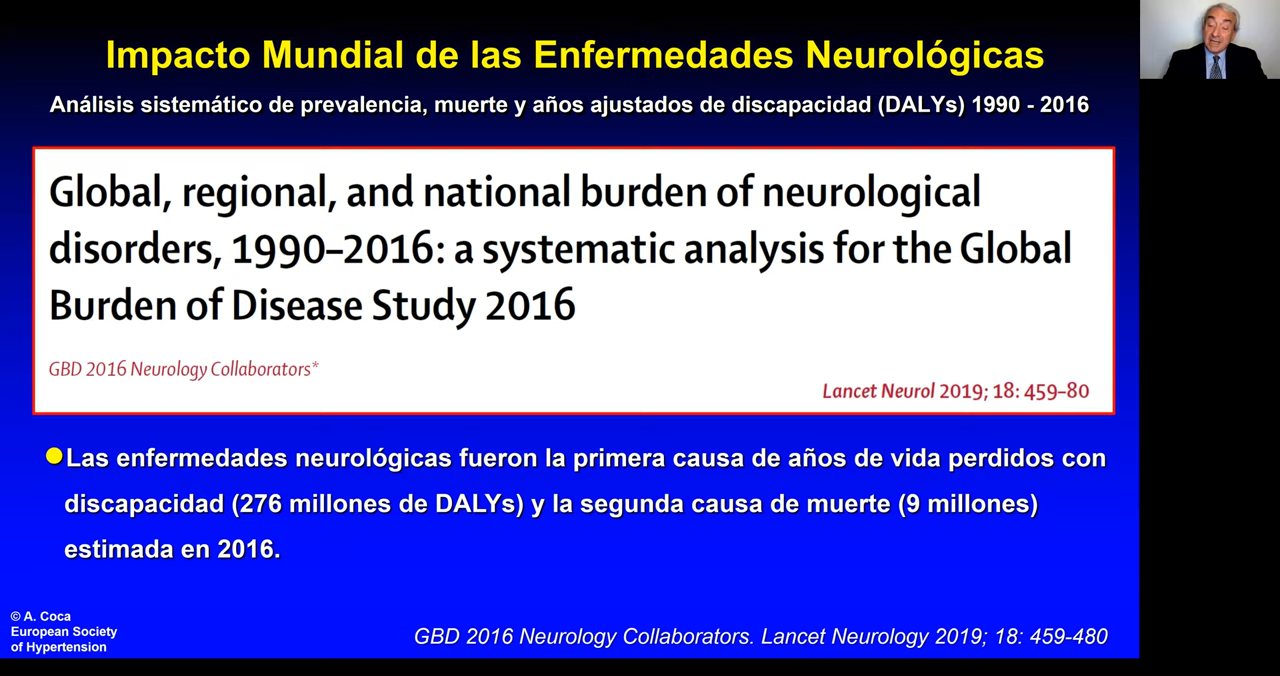 Impacto Mundial de las Enfermedades Neurológicas
Análisis sistemático de prevalencia, muerte y años ajustados de discapacidad (DALYs) 1990 - 2016
Global, regional, and national burden of neurological
disorders, 1990–2016: a systematic analysis for the Global
Burden of Disease Study 2016
GBD 2016 Neurology Collaborators*
Lancet Neurol 2019; 18: 459–80
Las enfermedades neurológicas fueron la primera causa de años de vida perdidos con
discapacidad (276 millones de DALYs) y la segunda causa de muerte (9 millones)
estimada en 2016.
© A. Coca
European Society
of Hypertension
GBD 2016 Neurology Collaborators. Lancet Neurology 2019; 18: 459-480